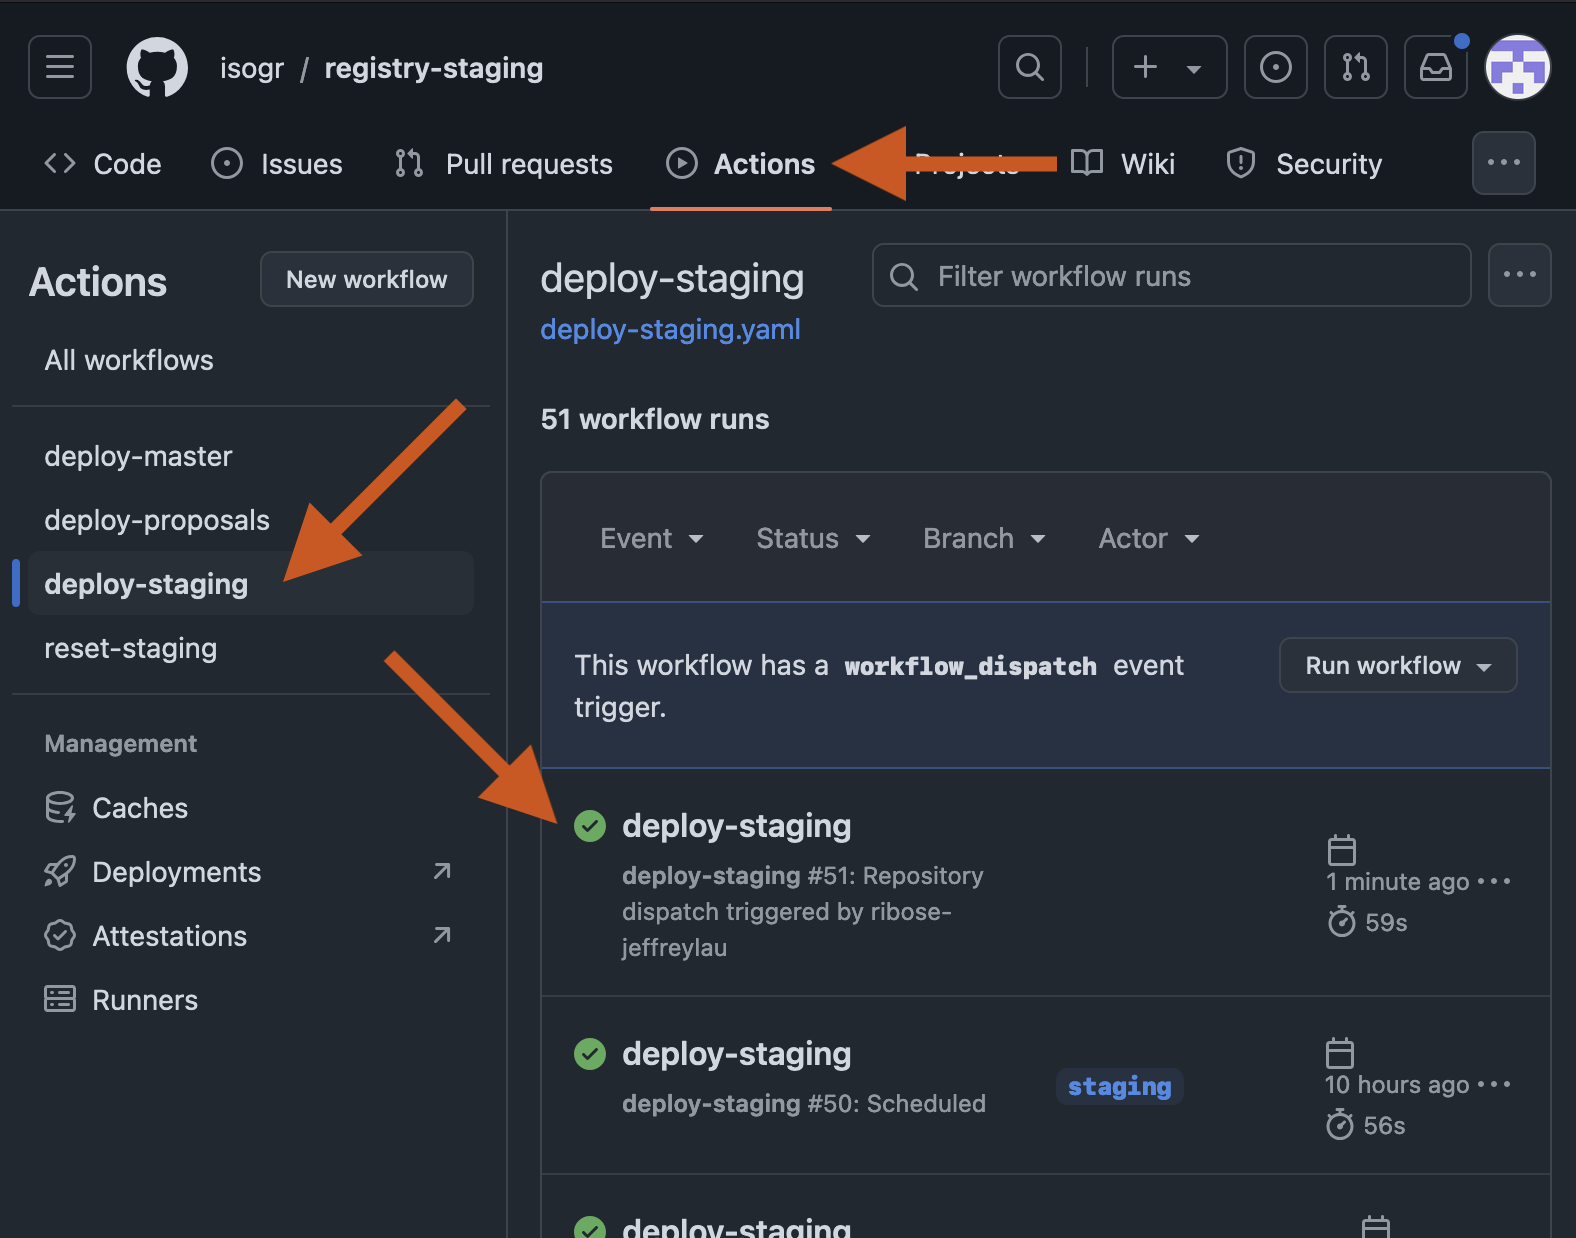 isogr / registry-staging
Code Issues Pull requests Actions Projects Wiki Security
Actions
New workflow
All workflows
deploy-master
deploy-proposals
deploy-staging
reset-staging
Management
Caches
Deployments
Attestations
Runners
deploy-staging
Filter workflow runs
deploy-staging.yaml
51 workflow runs
Event Status Branch Actor
This workflow has a workflow_dispatch event
trigger.
Run workflow
deploy-staging
deploy-staging #51: Repository
dispatch triggered by ribose-
jeffreylau
1 minute ago
59s
deploy-staging
deploy-staging #50: Scheduled
staging
10 hours ago
56s
deploy-staging